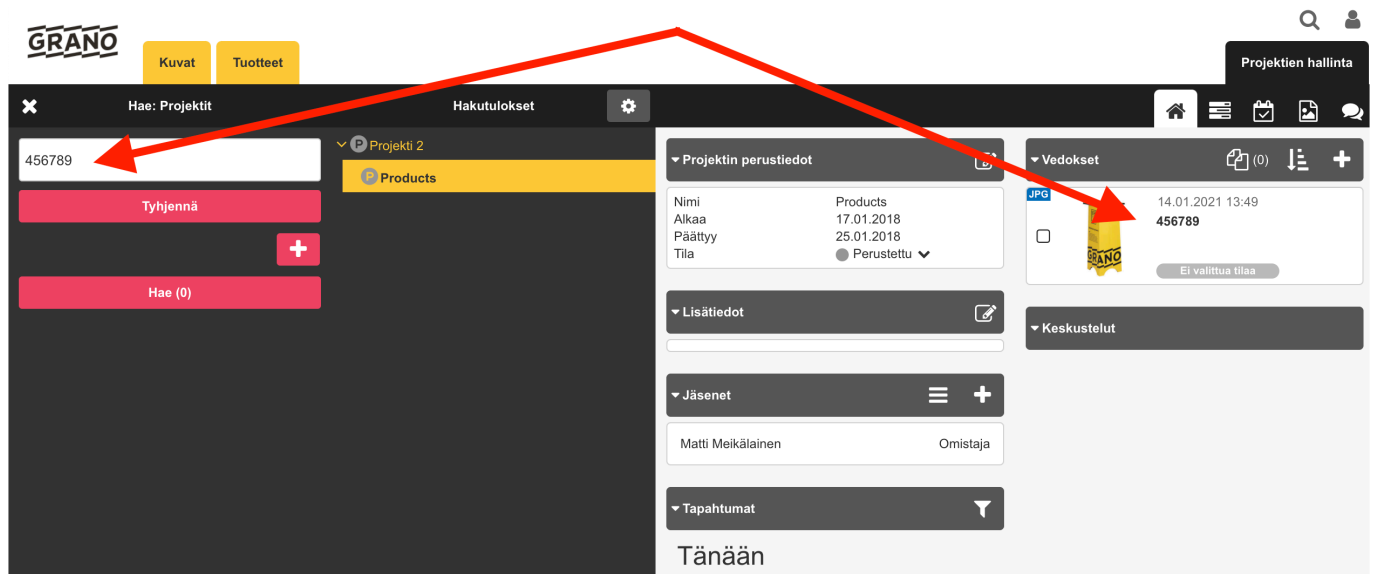 GRANO
Kuvat
Tuotteet
Projektien hallinta
Hae: Projektit
Hakutulokset
456789
Tyhjennä
Hae (0)
P Projekti 2
P Products
Projektin perustiedot
Nimi Products
Alkaa 17.01.2018
Päättyy 25.01.2018
Tila Perustettu
Lisätiedot
Jäsenet
Matti Meikäläinen Omistaja
Tapahtumat
Tänään
Vedokset (0)
JPG
14.01.2021 13:49
456789
GRANO
Ei valittua tilaa
Keskustelut